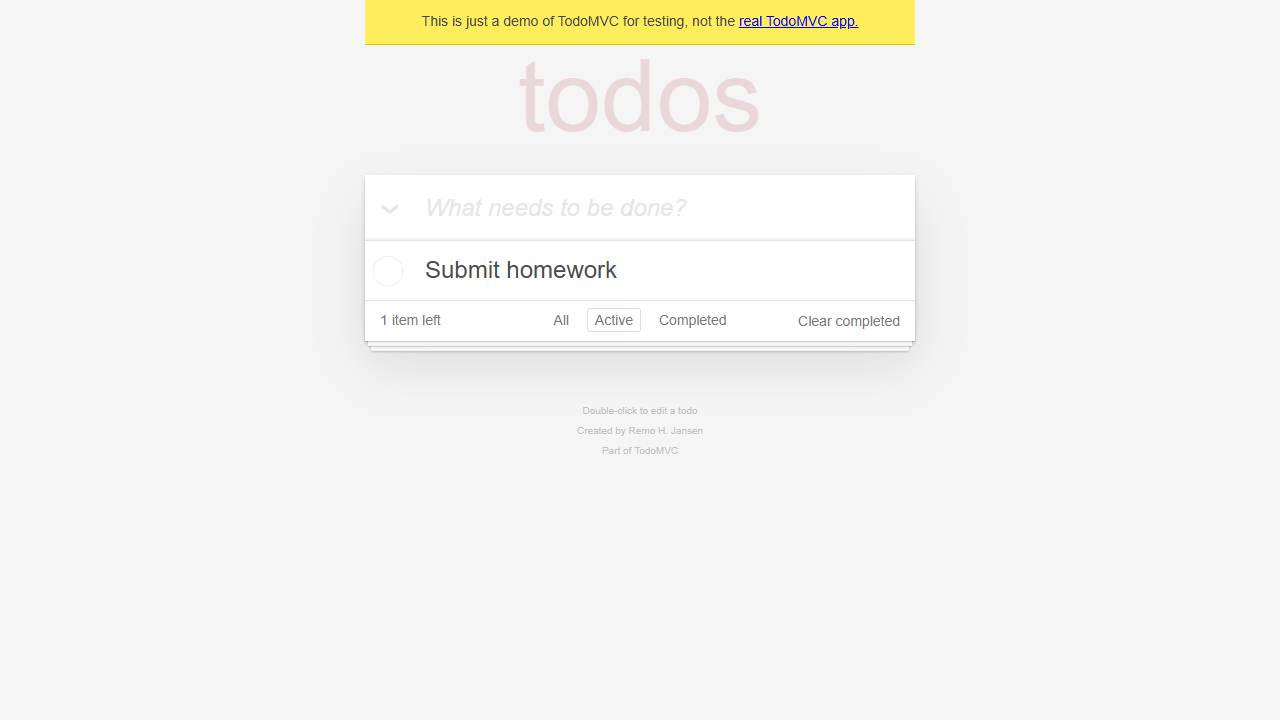 This is just a demo of TodoMVC for testing, not the real TodoMVC app.
todos
What needs to be done?
Submit homework
1 item left All Active Completed Clear completed
Double-click to edit a todo
Created by Remo H. Jansen
Part of TodoMVC